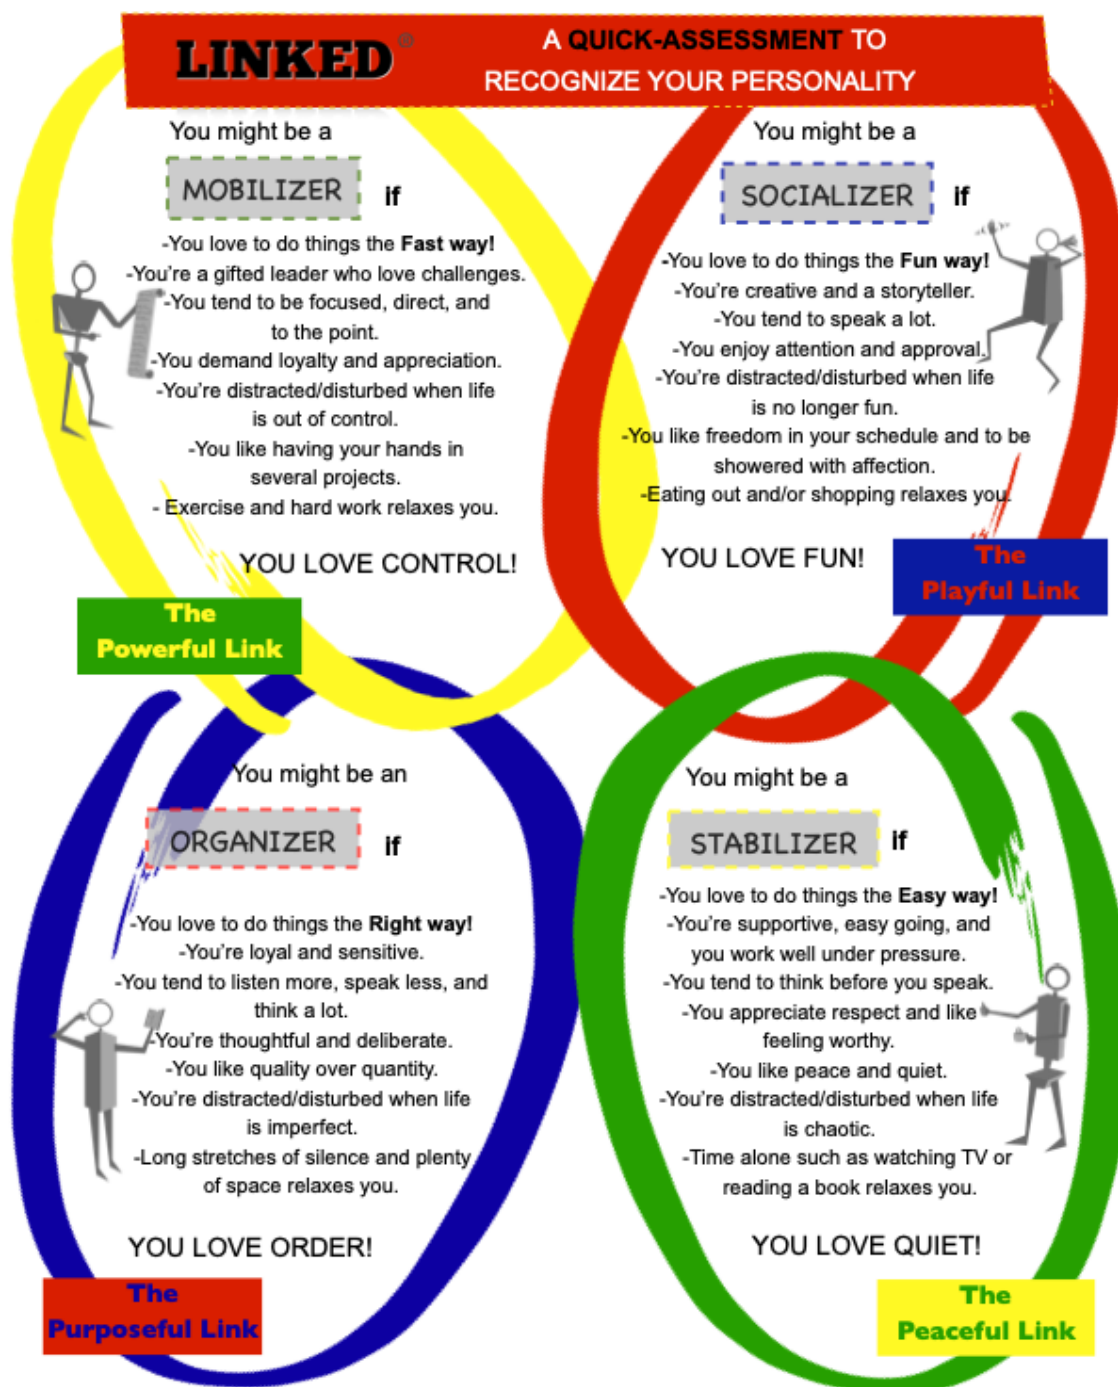 LINKED®
A QUICK-ASSESSMENT TO
RECOGNIZE YOUR PERSONALITY
You might be a
MOBILIZER if
-You love to do things the Fast way!
-You're a gifted leader who love challenges.
-You tend to be focused, direct, and
to the point.
-You demand loyalty and appreciation.
-You're distracted/disturbed when life
is out of control.
-You like having your hands in
several projects.
- Exercise and hard work relaxes you.
YOU LOVE CONTROL!
The
Powerful Link
You might be a
SOCIALIZER if
-You love to do things the Fun way!
-You're creative and a storyteller.
-You tend to speak a lot.
-You enjoy attention and approval.
-You're distracted/disturbed when life
is no longer fun.
-You like freedom in your schedule and to be
showered with affection.
-Eating out and/or shopping relaxes you.
YOU LOVE FUN!
The
Playful Link
You might be an
ORGANIZER if
-You love to do things the Right way!
-You're loyal and sensitive.
-You tend to listen more, speak less, and
think a lot.
-You're thoughtful and deliberate.
-You like quality over quantity.
-You're distracted/disturbed when life
is imperfect.
-Long stretches of silence and plenty
of space relaxes you.
YOU LOVE ORDER!
The
Purposeful Link
You might be a
STABILIZER if
-You love to do things the Easy way!
-You're supportive, easy going, and
you work well under pressure.
-You tend to think before you speak.
-You appreciate respect and like
feeling worthy.
-You like peace and quiet.
-You're distracted/disturbed when life
is chaotic.
-Time alone such as watching TV or
reading a book relaxes you.
YOU LOVE QUIET!
The
Peaceful Link